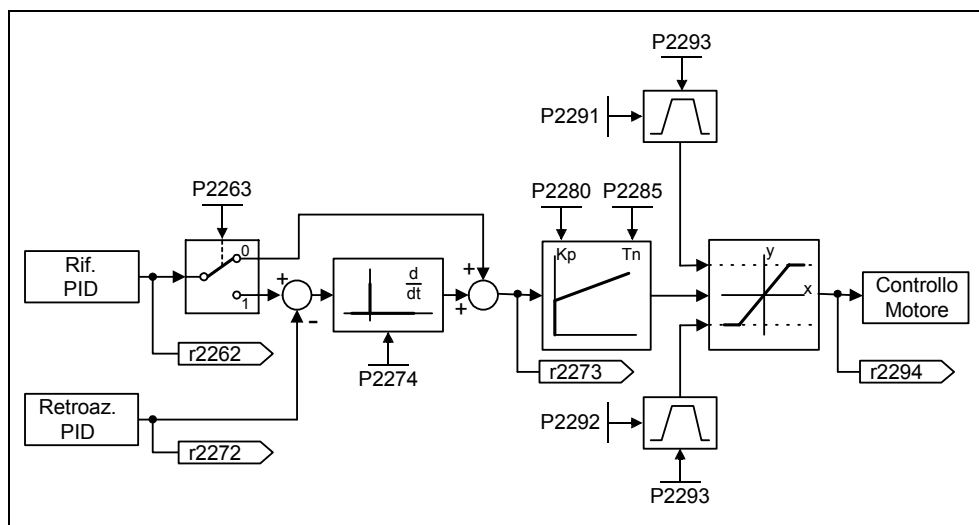 P2293
P2291
P2263
P2280
P2285
Rif.
PID
0
1
+
-
d
dt
+
+
Kp
Tn
y
x
Controllo
Motore
r2262
P2274
r2273
r2294
Retroaz.
PID
r2272
P2292
P2293